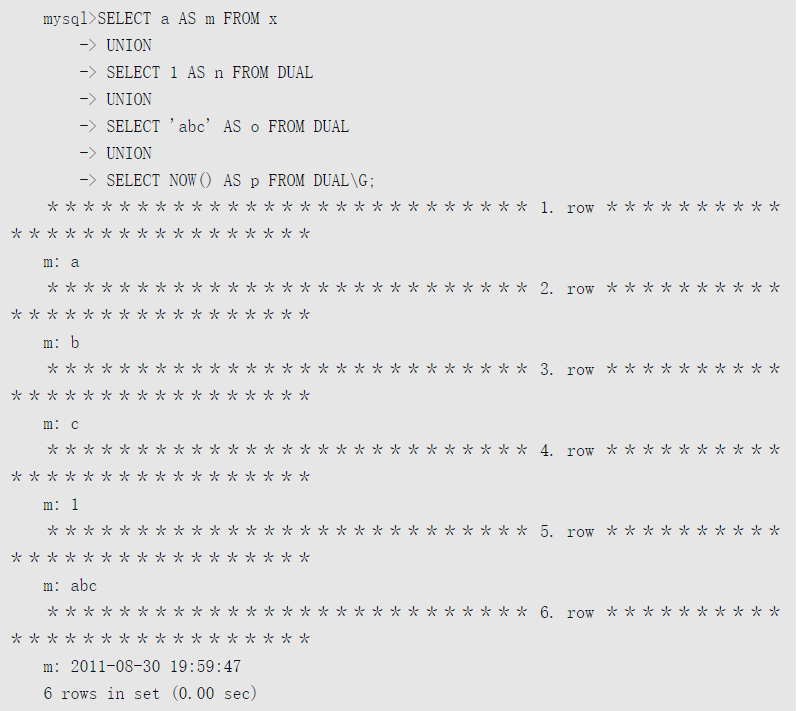 mysql>SELECT a AS m FROM x
-> UNION
-> SELECT 1 AS n FROM DUAL
-> UNION
-> SELECT 'abc' AS o FROM DUAL
-> UNION
-> SELECT NOW() AS p FROM DUAL\G;
* * * * * * * * * * * * * * * * * * * * * * * * * * * 1. row * * * * * * * * * *
* * * * * * * * * * * * * * * * *
m: a
* * * * * * * * * * * * * * * * * * * * * * * * * * * 2. row * * * * * * * * * *
* * * * * * * * * * * * * * * * *
m: b
* * * * * * * * * * * * * * * * * * * * * * * * * * * 3. row * * * * * * * * * *
* * * * * * * * * * * * * * * * *
m: c
* * * * * * * * * * * * * * * * * * * * * * * * * * * 4. row * * * * * * * * * *
* * * * * * * * * * * * * * * * *
m: 1
* * * * * * * * * * * * * * * * * * * * * * * * * * * 5. row * * * * * * * * * *
* * * * * * * * * * * * * * * * *
m: abc
* * * * * * * * * * * * * * * * * * * * * * * * * * * 6. row * * * * * * * * * *
* * * * * * * * * * * * * * * * *
m: 2011-08-30 19:59:47
6 rows in set (0.00 sec)